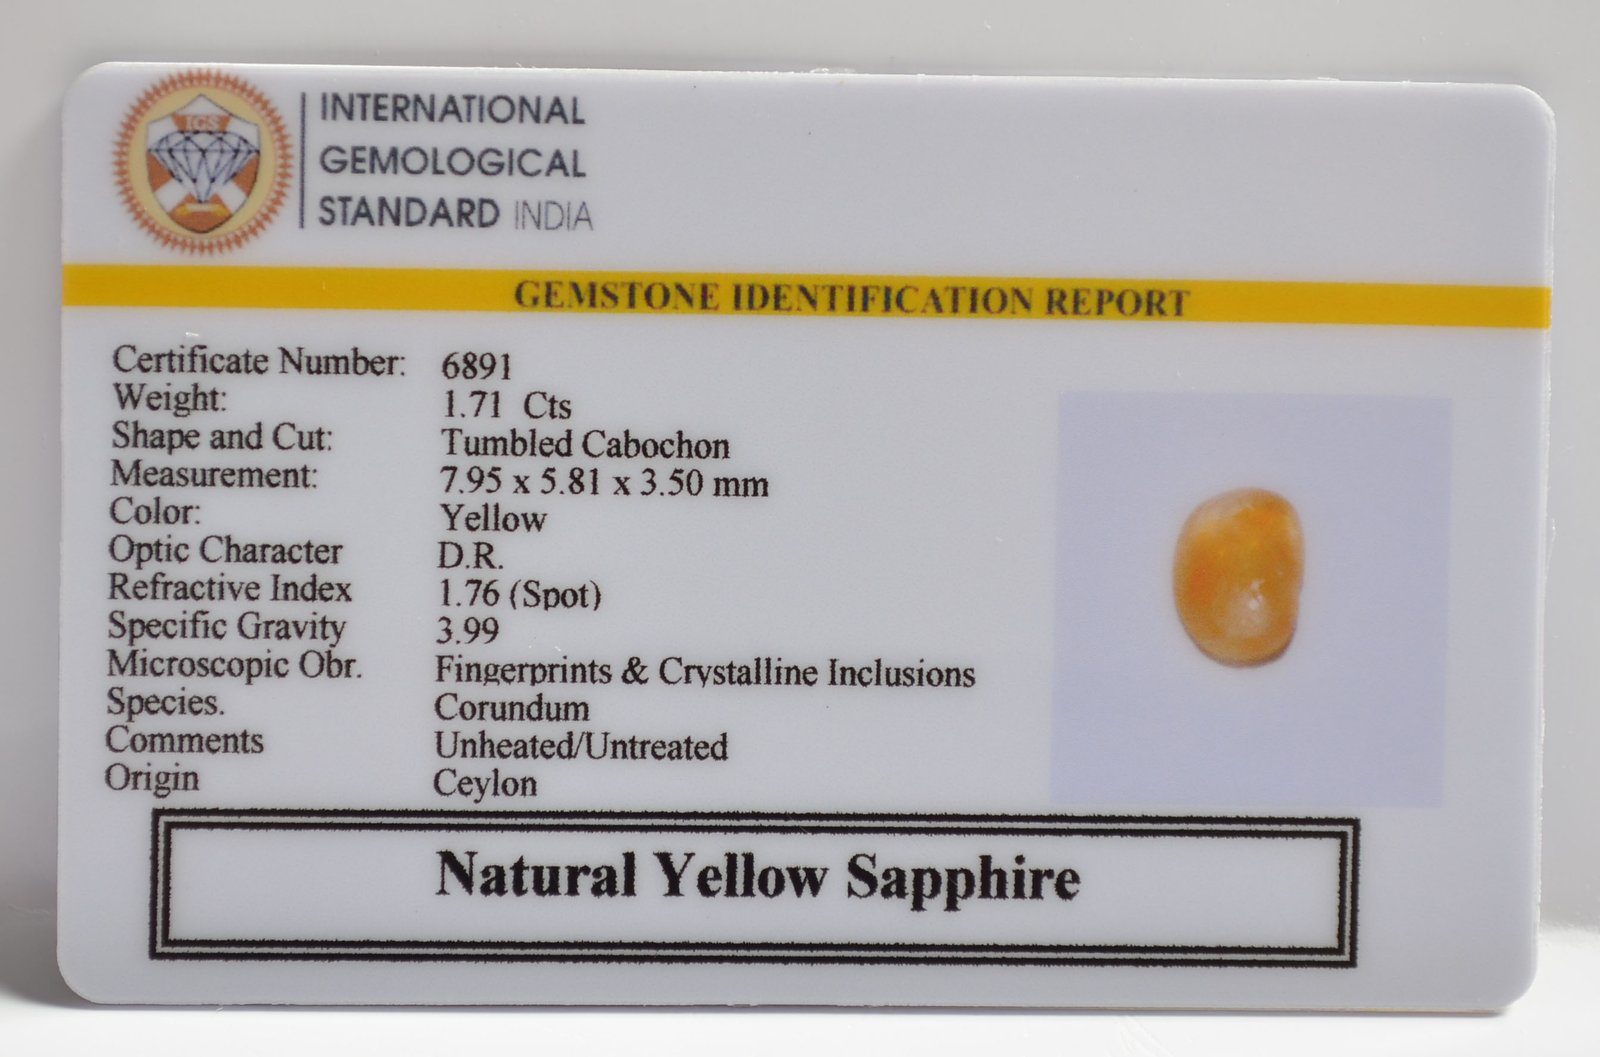 IGS
INTERNATIONAL
GEMOLOGICAL
STANDARD INDIA
GEMSTONE IDENTIFICATION REPORT
Certificate Number: 6891
Weight: 1.71 Cts
Shape and Cut: Tumbled Cabochon
Measurement: 7.95 x 5.81 x 3.50 mm
Color: Yellow
Optic Character D.R.
Refractive Index 1.76 (Spot)
Specific Gravity 3.99
Microscopic Obr. Fingerprints & Crystalline Inclusions
Species. Corundum
Comments Unheated/Untreated
Origin Ceylon
Natural Yellow Sapphire